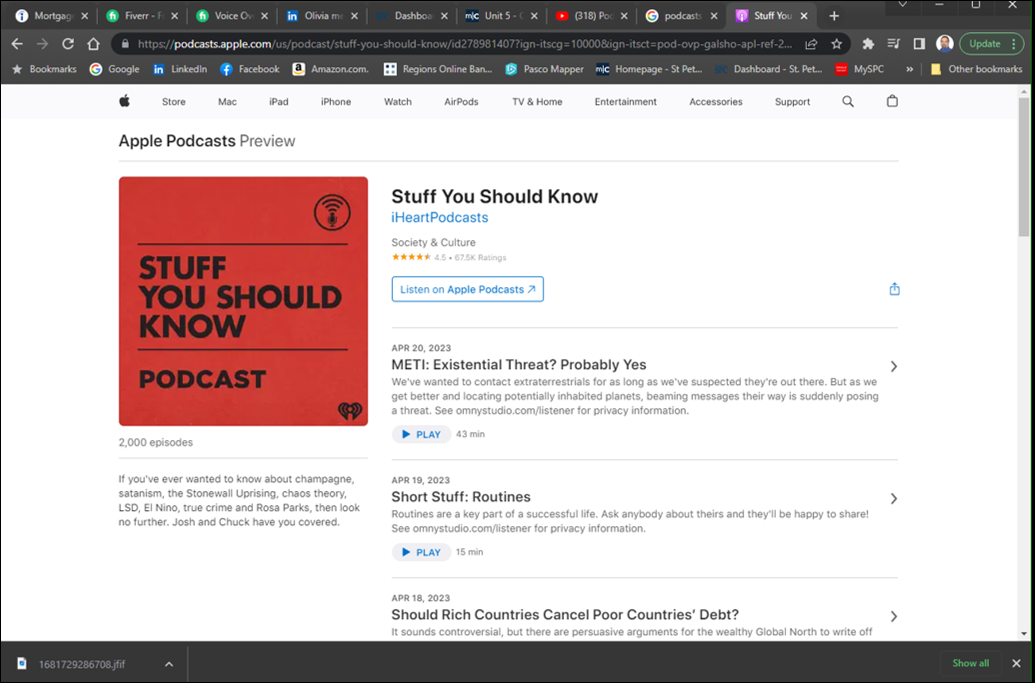 Mortgag
Fiverr -
Voice Ov
Olivia m
Dashboa
Unit 5 -
(318) Po
podcasts
Stuff You
https://podcasts.apple.com/us/podcast/stuff-you-should-know/id278981407?ign-itscg=10000&ign-itsct=pod-ovp-galsho-apl-ref-2...
Update
Bookmarks
Google
LinkedIn
Facebook
Amazon.com.
Regions Online Ban...
Pasco Mapper
Homepage - St Pet...
Dashboard - St. Pet...
MySPC
»
Other bookmarks
Store
Mac
iPad
iPhone
Watch
AirPods
TV & Home
Entertainment
Accessories
Support
Apple Podcasts Preview
STUFF
YOU SHOULD
KNOW
PODCAST
2,000 episodes
If you've ever wanted to know about champagne,
satanism, the Stonewall Uprising, chaos theory,
LSD, El Nino, true crime and Rosa Parks, then look
no further. Josh and Chuck have you covered.
Stuff You Should Know
iHeartPodcasts
Society & Culture
4.5 • 67.5K Ratings
Listen on Apple Podcasts ↗
APR 20, 2023
METI: Existential Threat? Probably Yes
We've wanted to contact extraterrestrials for as long as we've suspected they're out there. But as we
get better and locating potentially inhabited planets, beaming messages their way is suddenly posing
a threat. See omnystudio.com/listener for privacy information.
PLAY 43 min
APR 19, 2023
Short Stuff: Routines
Routines are a key part of a successful life. Ask anybody about theirs and they'll be happy to share!
See omnystudio.com/listener for privacy information.
PLAY 15 min
APR 18, 2023
Should Rich Countries Cancel Poor Countries' Debt?
It sounds controversial, but there are persuasive arguments for the wealthy Global North to write off
1681729286708.jfif
Show all